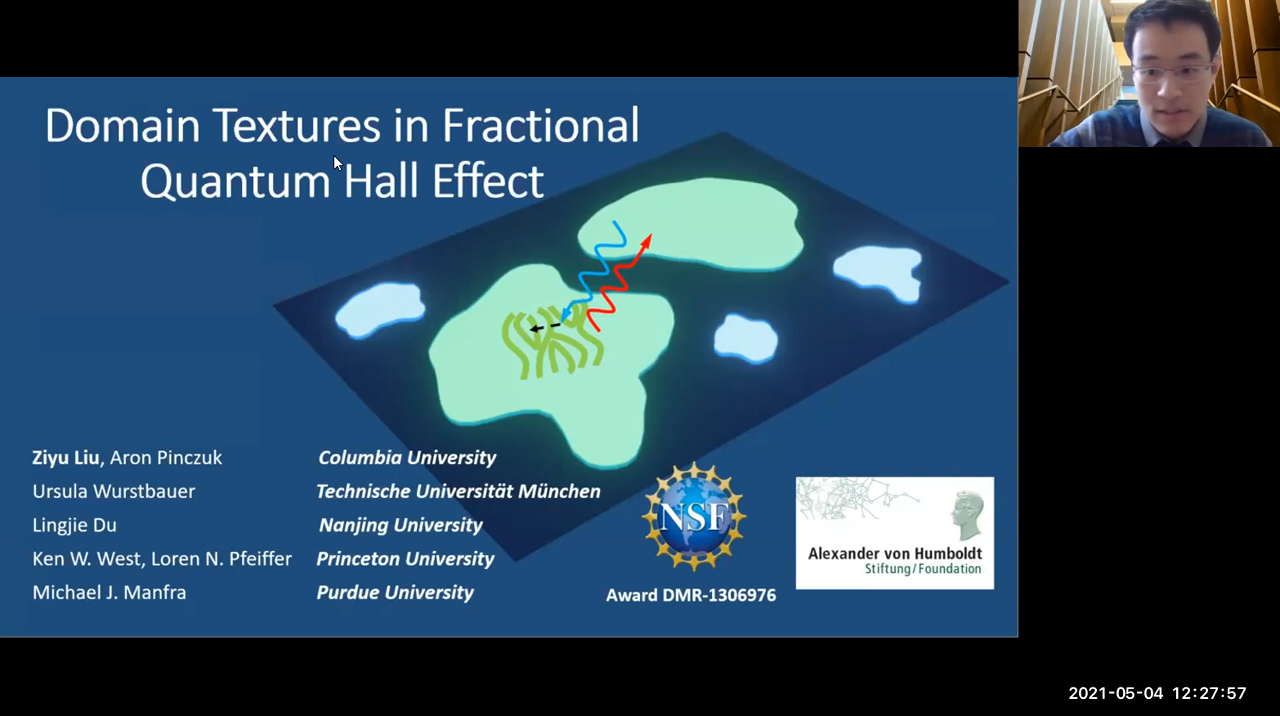 Domain Textures in Fractional
Quantum Hall Effect
Ziyu Liu, Aron Pinczuk Columbia University
Ursula Wurstbauer Technische Universität München
Lingjie Du Nanjing University
Ken W. West, Loren N. Pfeiffer Princeton University
Michael J. Manfra Purdue University
NSF
Award DMR-1306976
Alexander von Humboldt
Stiftung/Foundation
2021-05-04 12:27:57